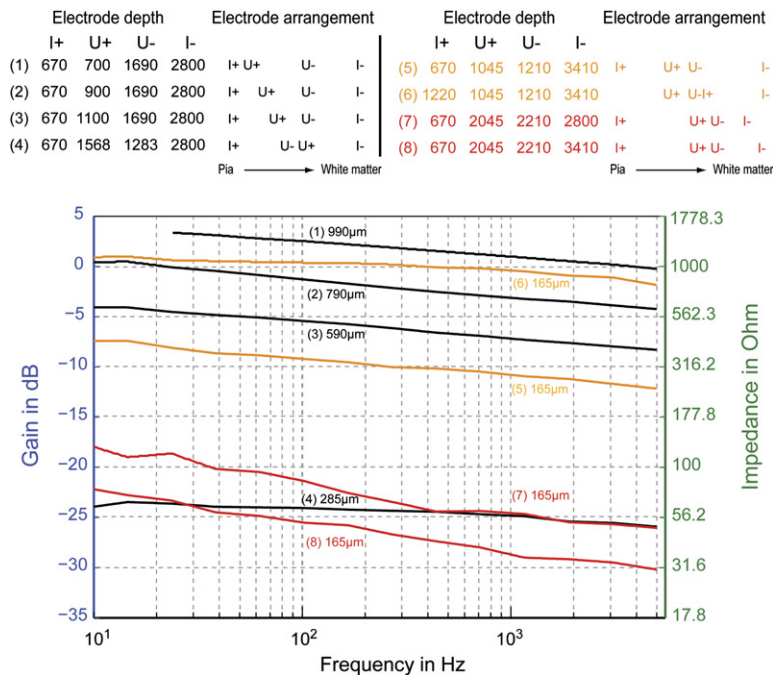 Electrode depth Electrode arrangement
I+ U+ U- I-
(1) 670 700 1690 2800 I+ U+ U- I-
(2) 670 900 1690 2800 I+ U+ U- I-
(3) 670 1100 1690 2800 I+ U+ U- I-
(4) 670 1568 1283 2800 I+ U- U+ I-
Pia White matter
Electrode depth Electrode arrangement
I+ U+ U- I-
(5) 670 1045 1210 3410 I+ U+ U- I-
(6) 1220 1045 1210 3410 U+ U-I+ I-
(7) 670 2045 2210 2800 I+ U+ U- I-
(8) 670 2045 2210 3410 I+ U+ U- I-
Pia White matter
Gain in dB
5
0
−5
−10
−15
−20
−25
−30
−35
(1) 990µm
(6) 165µm
(2) 790µm
(3) 590µm
(5) 165µm
(4) 285µm
(7) 165µm
(8) 165µm
1778.3
1000
562.3
316.2
177.8
100
56.2
31.6
17.8
Impedance in Ohm
10¹ 10² 10³
Frequency in Hz